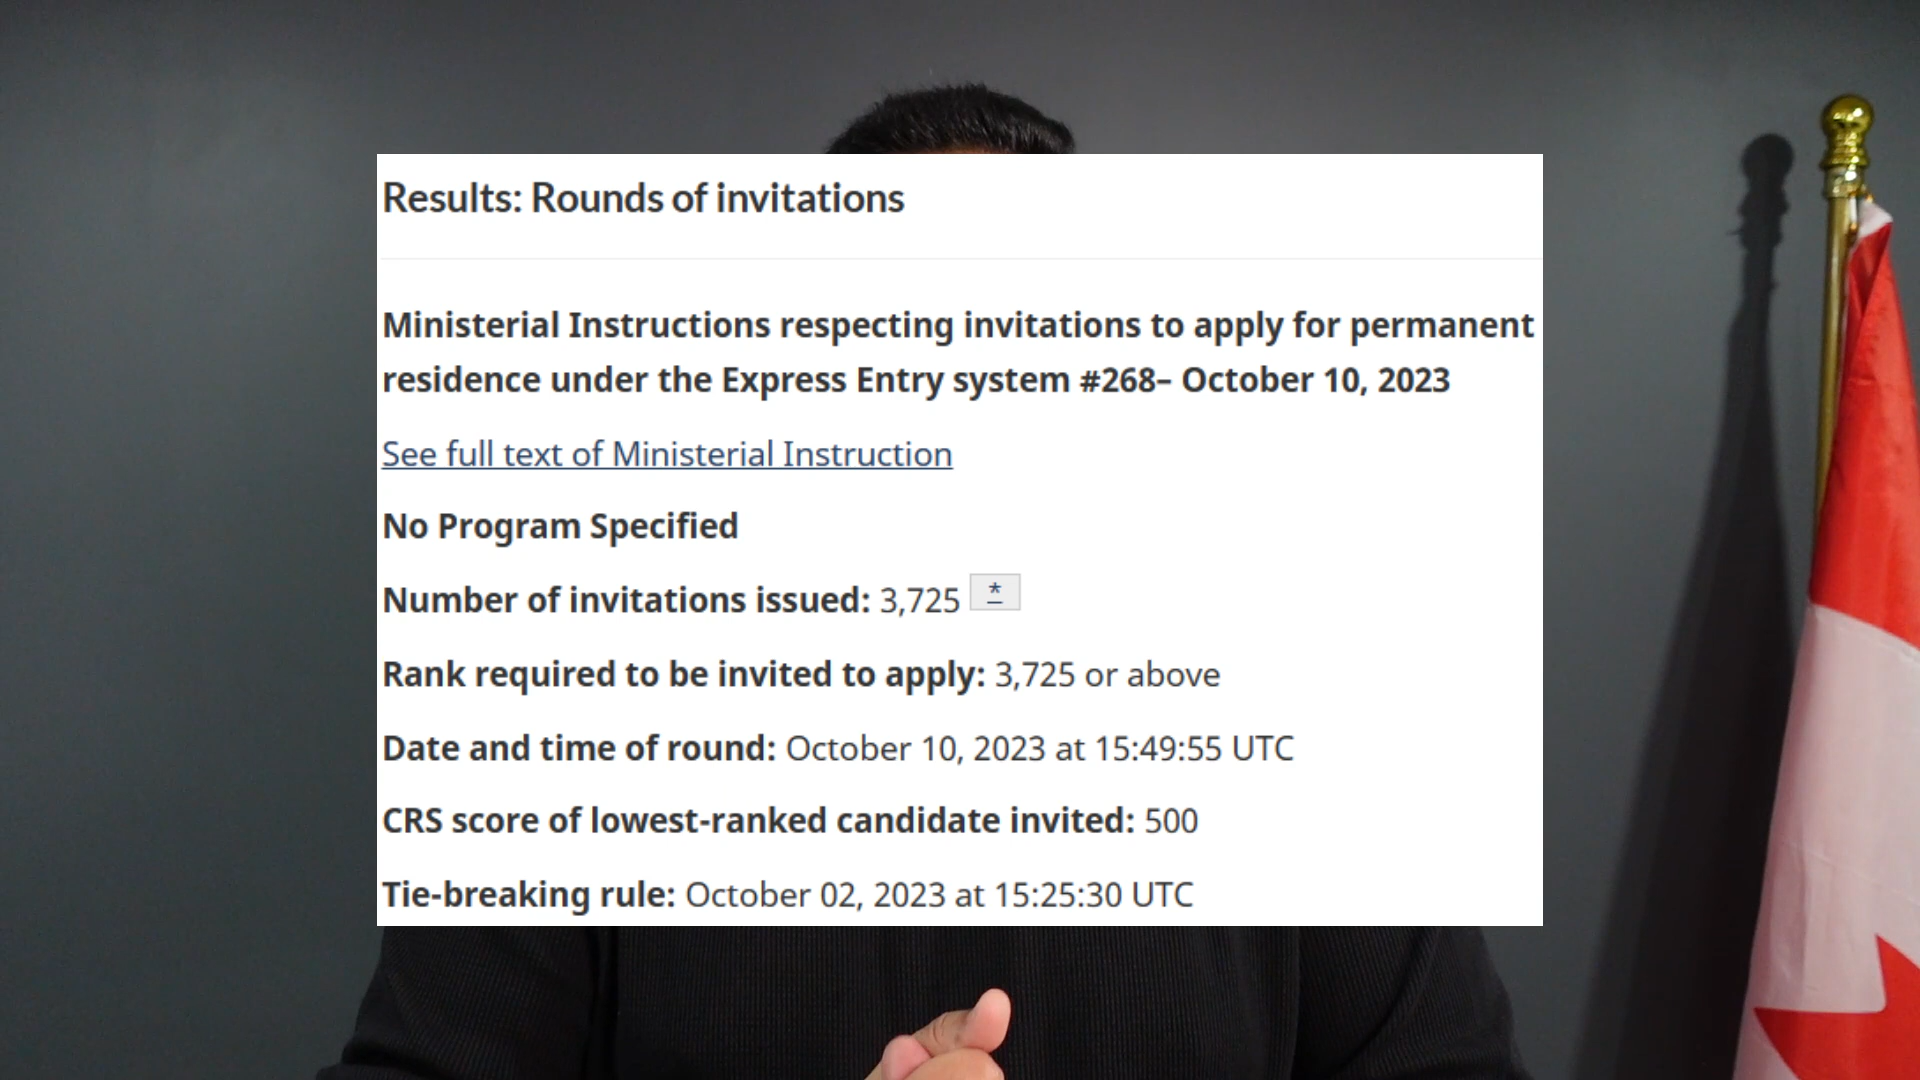 Results: Rounds of invitations
Ministerial Instructions respecting invitations to apply for permanent
residence under the Express Entry system #268– October 10, 2023
See full text of Ministerial Instruction
No Program Specified
Number of invitations issued: 3,725 *
Rank required to be invited to apply: 3,725 or above
Date and time of round: October 10, 2023 at 15:49:55 UTC
CRS score of lowest-ranked candidate invited: 500
Tie-breaking rule: October 02, 2023 at 15:25:30 UTC